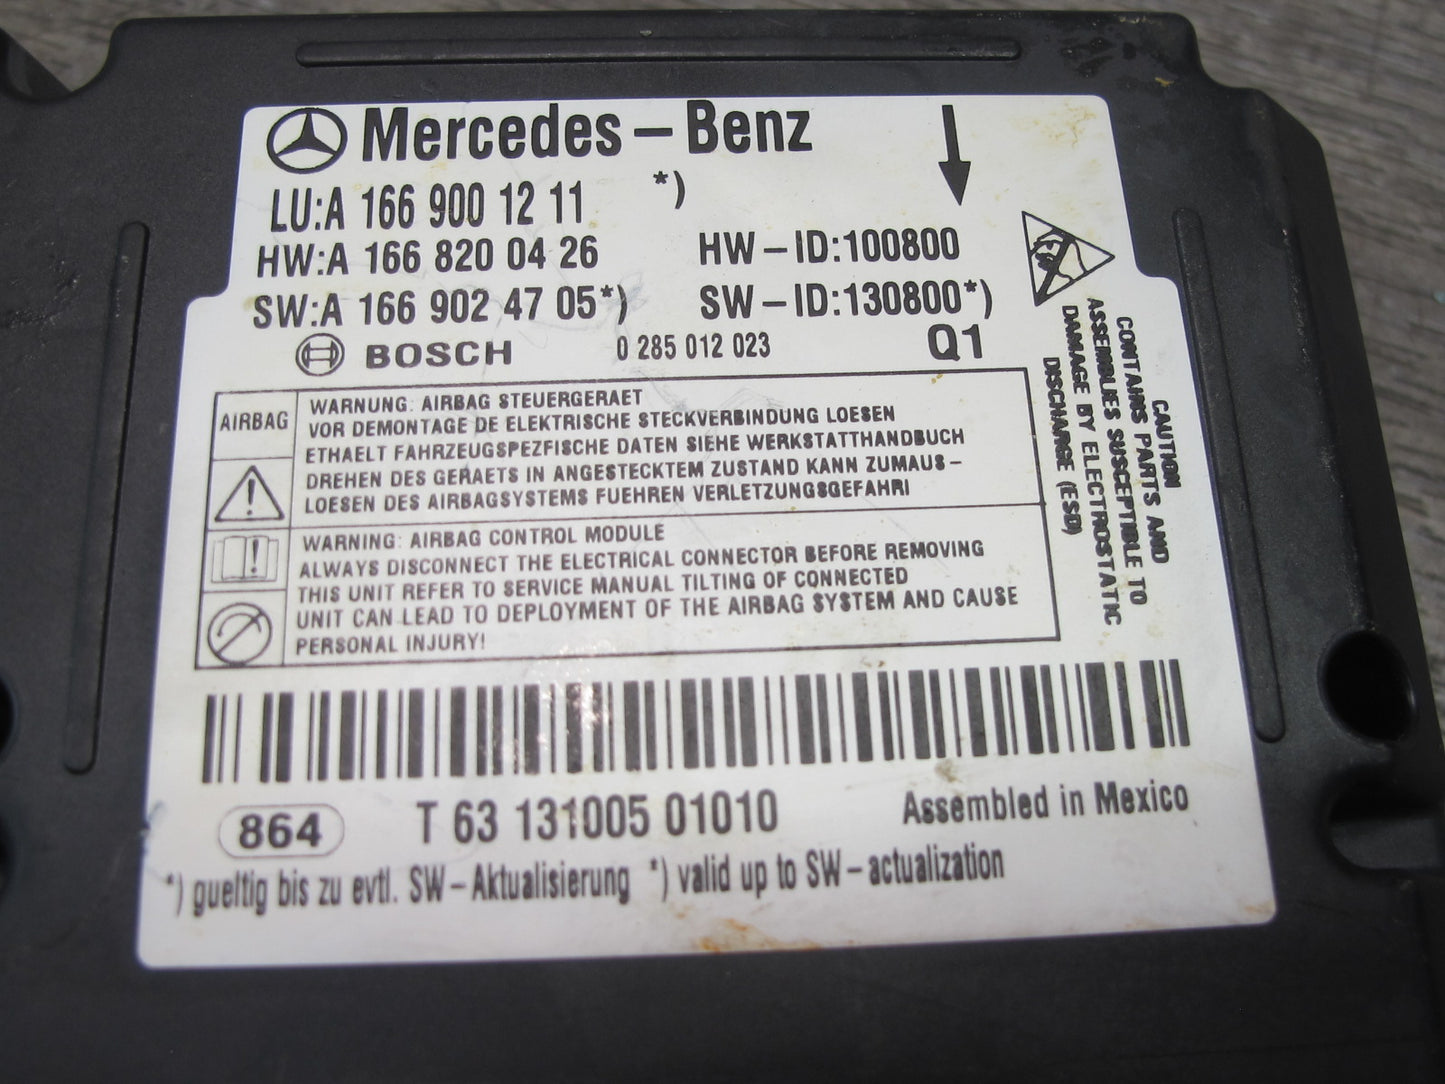 Mercedes-Benz
LU:A 166 900 12 11 *)
HW:A 166 820 04 26 HW-ID:100800
SW:A 166 902 47 05*) SW-ID:130800*)
BOSCH 0 285 012 023 Q1
AIRBAG
WARNUNG: AIRBAG STEUERGERAET
VOR DEMONTAGE DE ELEKTRISCHE STECKVERBINDUNG LOESEN
ETHAELT FAHRZEUGSPEZFISCHE DATEN SIEHE WERKSTATTHANDBUCH
DREHEN DES GERAETS IN ANGESTECKTEM ZUSTAND KANN ZUMAUS-
LOESEN DES AIRBAGSYSTEMS FUEHREN VERLETZUNGSGEFAHR!
WARNING: AIRBAG CONTROL MODULE
ALWAYS DISCONNECT THE ELECTRICAL CONNECTOR BEFORE REMOVING
THIS UNIT REFER TO SERVICE MANUAL TILTING OF CONNECTED
UNIT CAN LEAD TO DEPLOYMENT OF THE AIRBAG SYSTEM AND CAUSE
PERSONAL INJURY!
CAUTION
CONTAINS PARTS AND
ASSEMBLIES SUSCEPTIBLE TO
DAMAGE BY ELECTROSTATIC
DISCHARGE (ESD)
864 T 63 131005 01010 Assembled in Mexico
*) gueltig bis zu evtl. SW-Aktualisierung *) valid up to SW-actualization